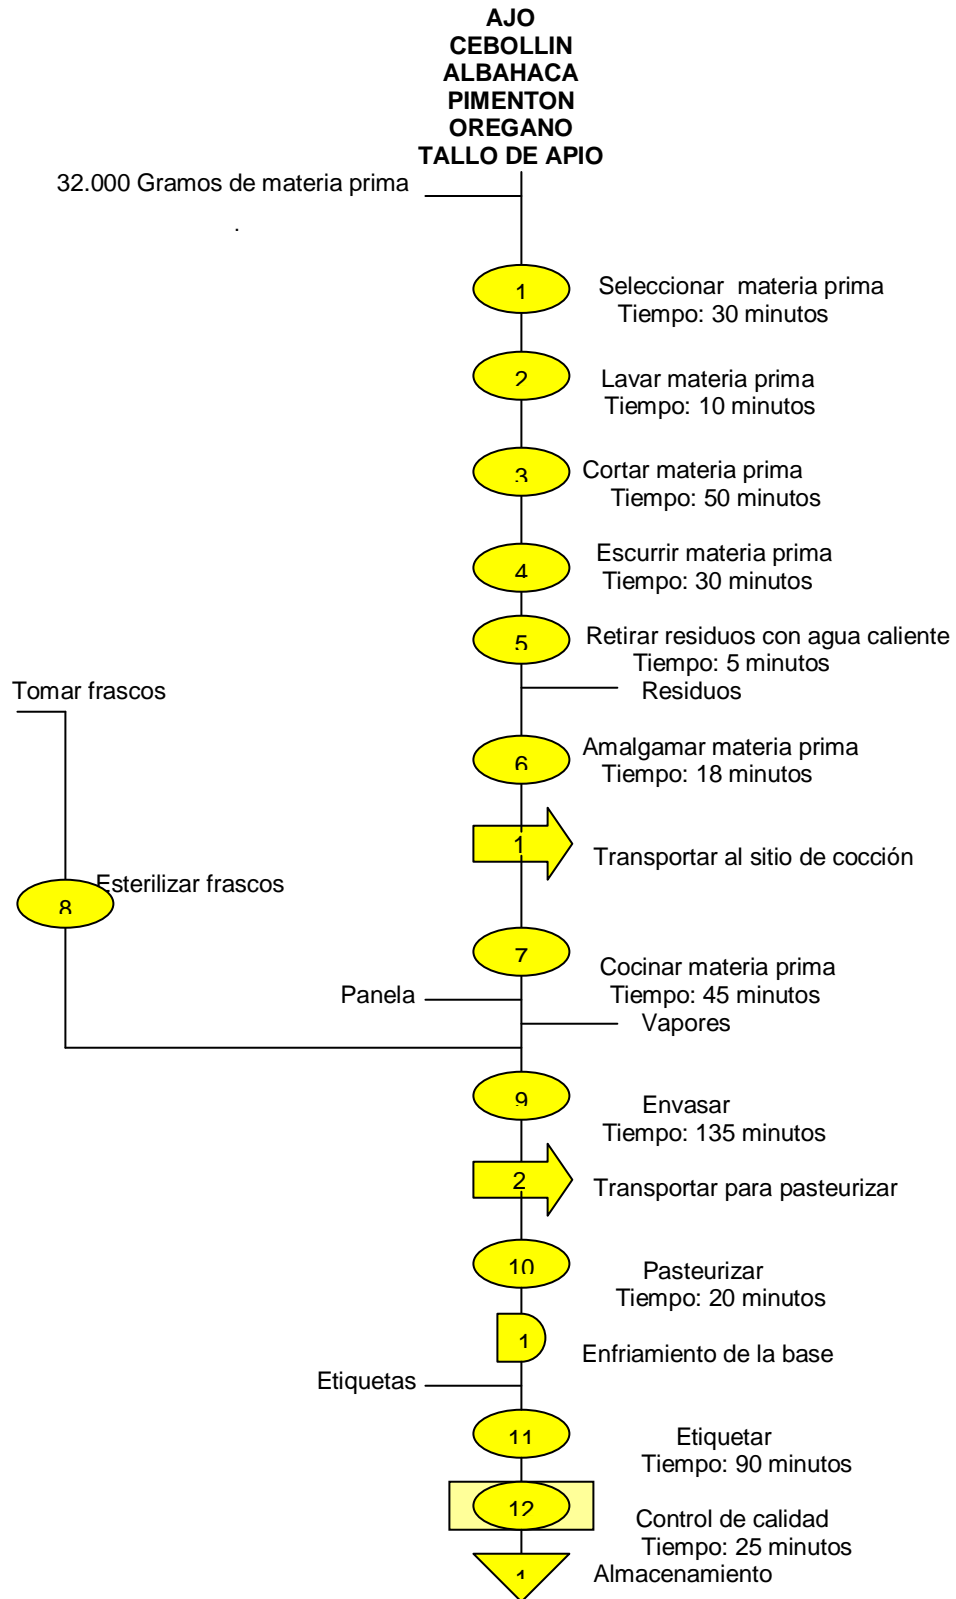 AJO
CEBOLLIN
ALBAHACA
PIMENTON
OREGANO
TALLO DE APIO
32.000 Gramos de materia prima
.
1
Seleccionar materia prima
Tiempo: 30 minutos
2
Lavar materia prima
Tiempo: 10 minutos
3
Cortar materia prima
Tiempo: 50 minutos
4
Escurrir materia prima
Tiempo: 30 minutos
5
Retirar residuos con agua caliente
Tiempo: 5 minutos
Residuos
Tomar frascos
6
Amalgamar materia prima
Tiempo: 18 minutos
1
Transportar al sitio de cocción
Esterilizar frascos
8
7
Cocinar materia prima
Tiempo: 45 minutos
Panela
Vapores
9
Envasar
Tiempo: 135 minutos
2
Transportar para pasteurizar
10
Pasteurizar
Tiempo: 20 minutos
1
Enfriamiento de la base
Etiquetas
11
Etiquetar
Tiempo: 90 minutos
12
Control de calidad
Tiempo: 25 minutos
1
Almacenamiento